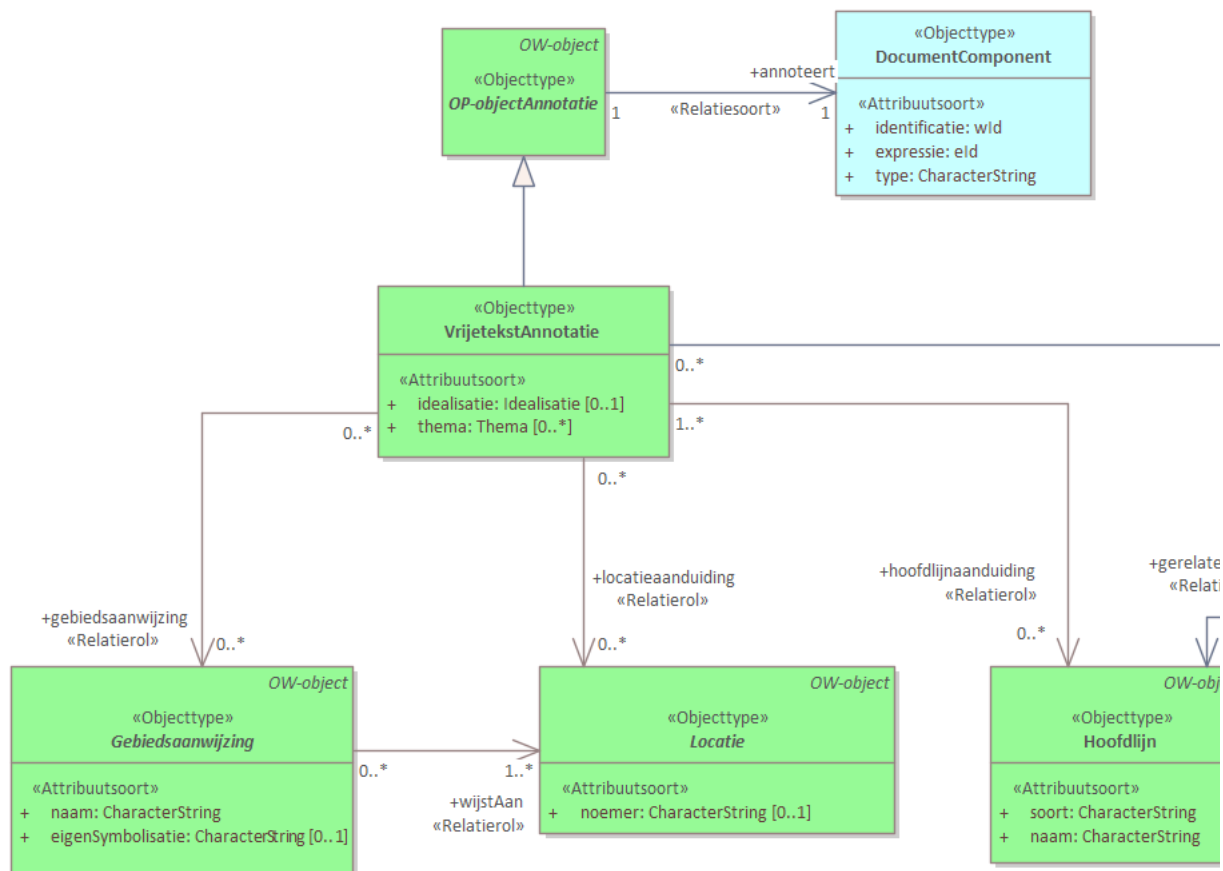 OW-object
«Objecttype»
OP-objectAnnotatie
«Objecttype»
DocumentComponent
«Attribuutsoort»
+ identificatie: wId
+ expressie: eId
+ type: CharacterString
+annoteert
1
«Relatiesoort»
1
«Objecttype»
VrijetekstAnnotatie
«Attribuutsoort»
+ idealisatie: Idealisatie [0..1]
+ thema: Thema [0..*]
0..*
0..*
1..*
0..*
+gebiedsaanwijzing
«Relatierol»
0..*
+locatieaanduiding
«Relatierol»
0..*
+hoofdlijnaanduiding
«Relatierol»
0..*
OW-object
«Objecttype»
Gebiedsaanwijzing
«Attribuutsoort»
+ naam: CharacterString
+ eigenSymbolisatie: CharacterString [0..1]
0..*
1..*
+wijstAan
«Relatierol»
OW-object
«Objecttype»
Locatie
«Attribuutsoort»
+ noemer: CharacterString [0..1]
«Objecttype»
Hoofdlijn
«Attribuutsoort»
+ soort: CharacterString
+ naam: CharacterString